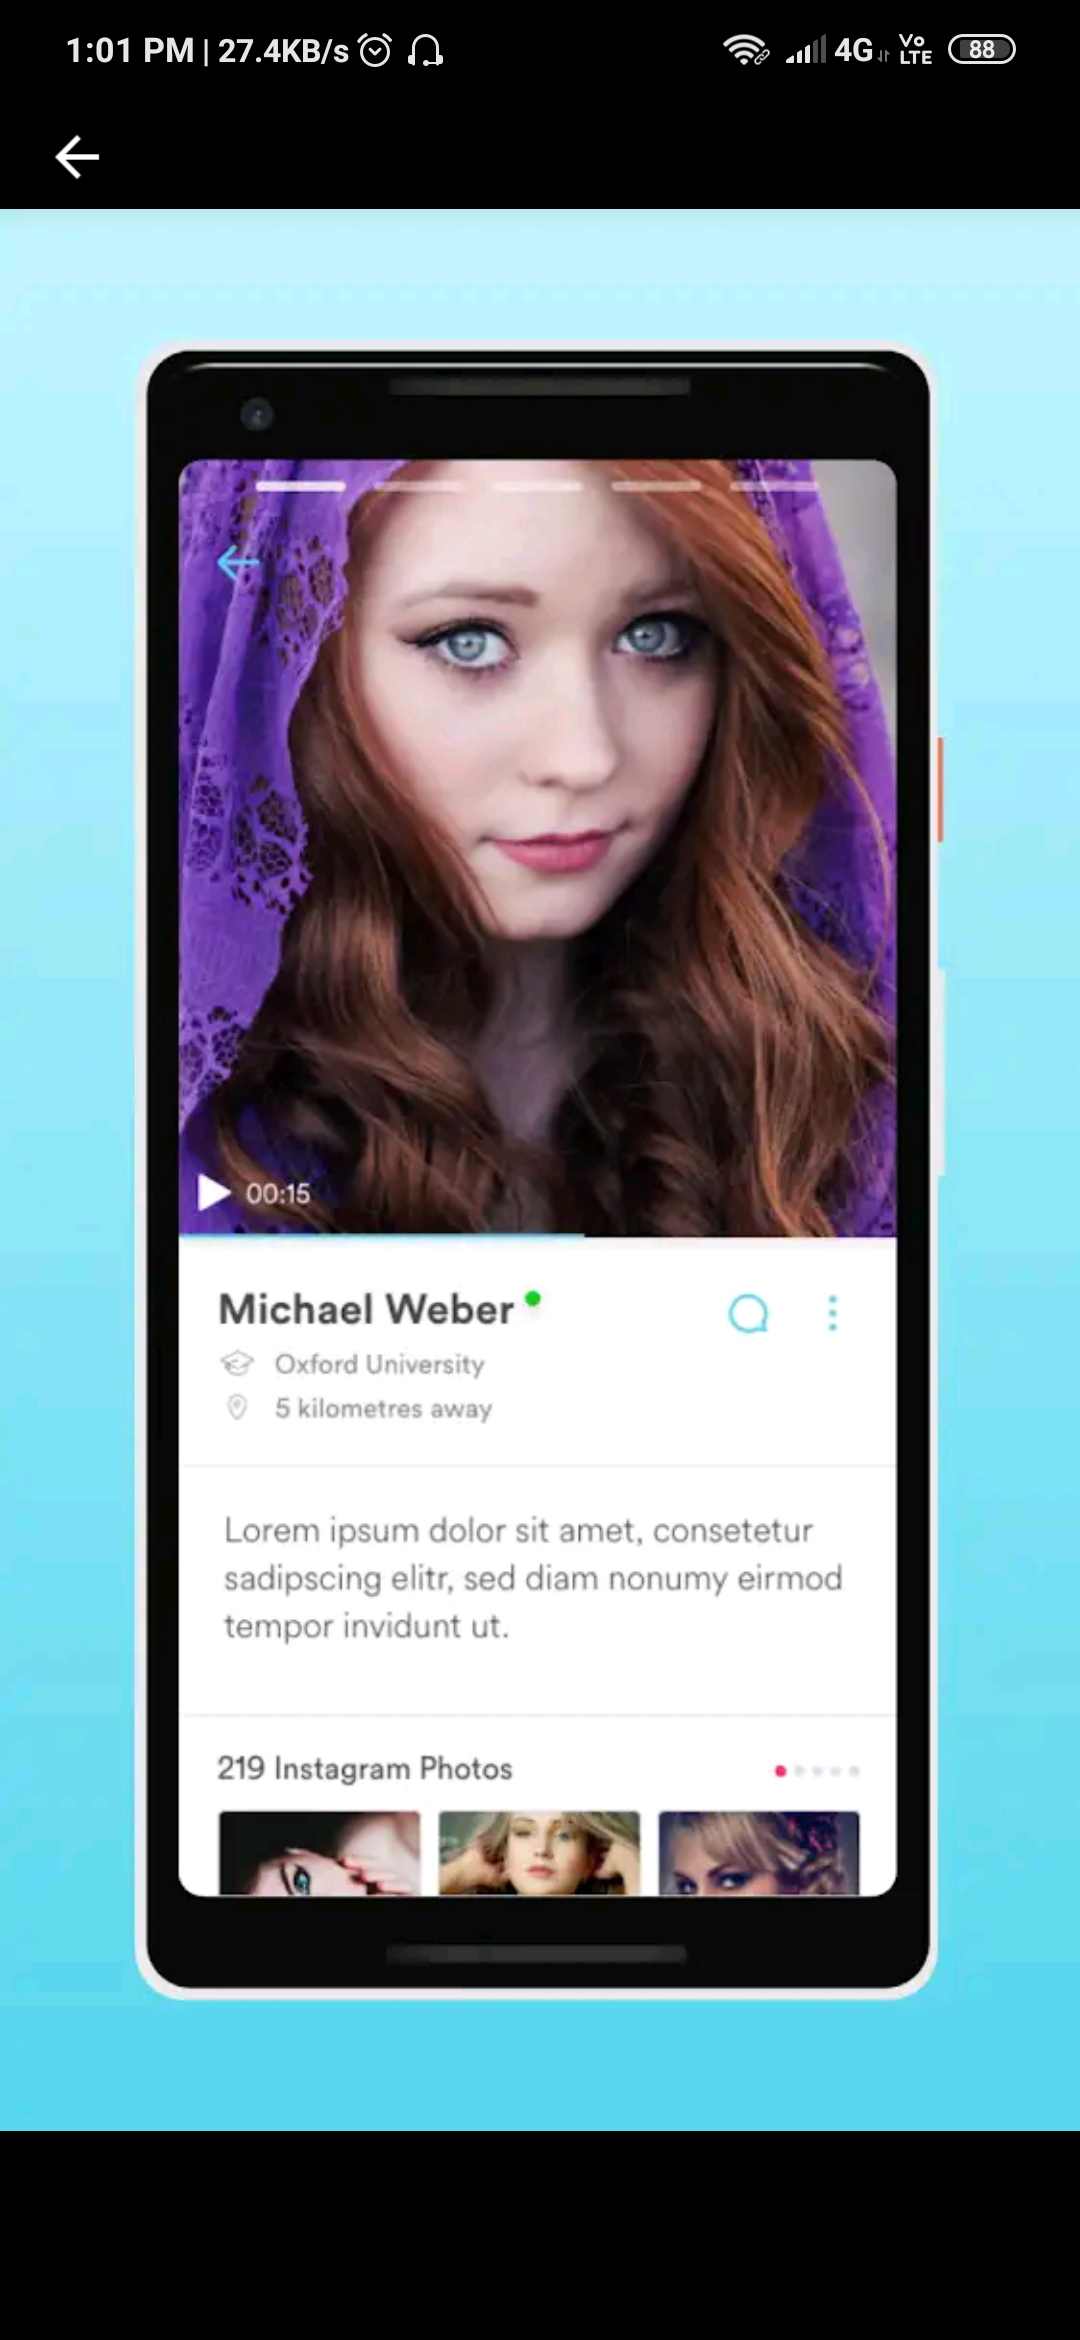 1:01 PM | 27.4KB/s 4G Vo LTE 88
00:15
Michael Weber
Oxford University
5 kilometres away
Lorem ipsum dolor sit amet, consetetur
sadipscing elitr, sed diam nonumy eirmod
tempor invidunt ut.
219 Instagram Photos